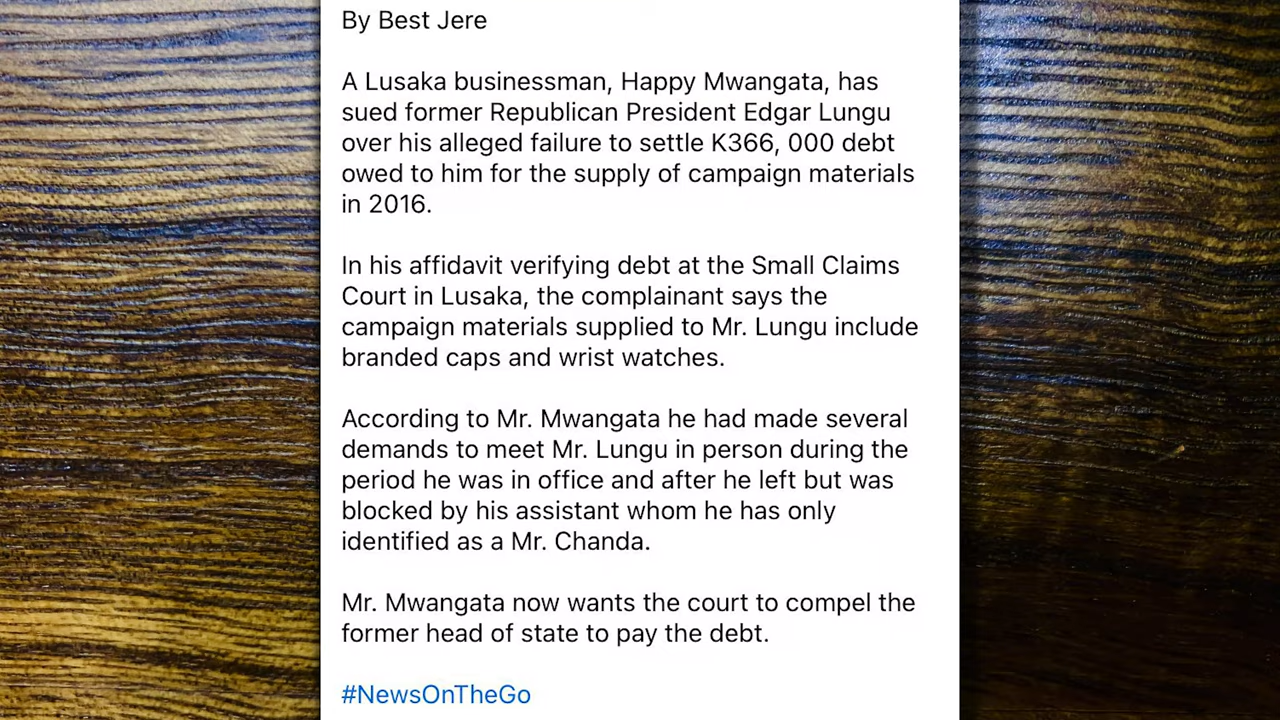 By Best Jere
A Lusaka businessman, Happy Mwangata, has
sued former Republican President Edgar Lungu
over his alleged failure to settle K366, 000 debt
owed to him for the supply of campaign materials
in 2016.
In his affidavit verifying debt at the Small Claims
Court in Lusaka, the complainant says the
campaign materials supplied to Mr. Lungu include
branded caps and wrist watches.
According to Mr. Mwangata he had made several
demands to meet Mr. Lungu in person during the
period he was in office and after he left but was
blocked by his assistant whom he has only
identified as a Mr. Chanda.
Mr. Mwangata now wants the court to compel the
former head of state to pay the debt.
#NewsOnTheGo